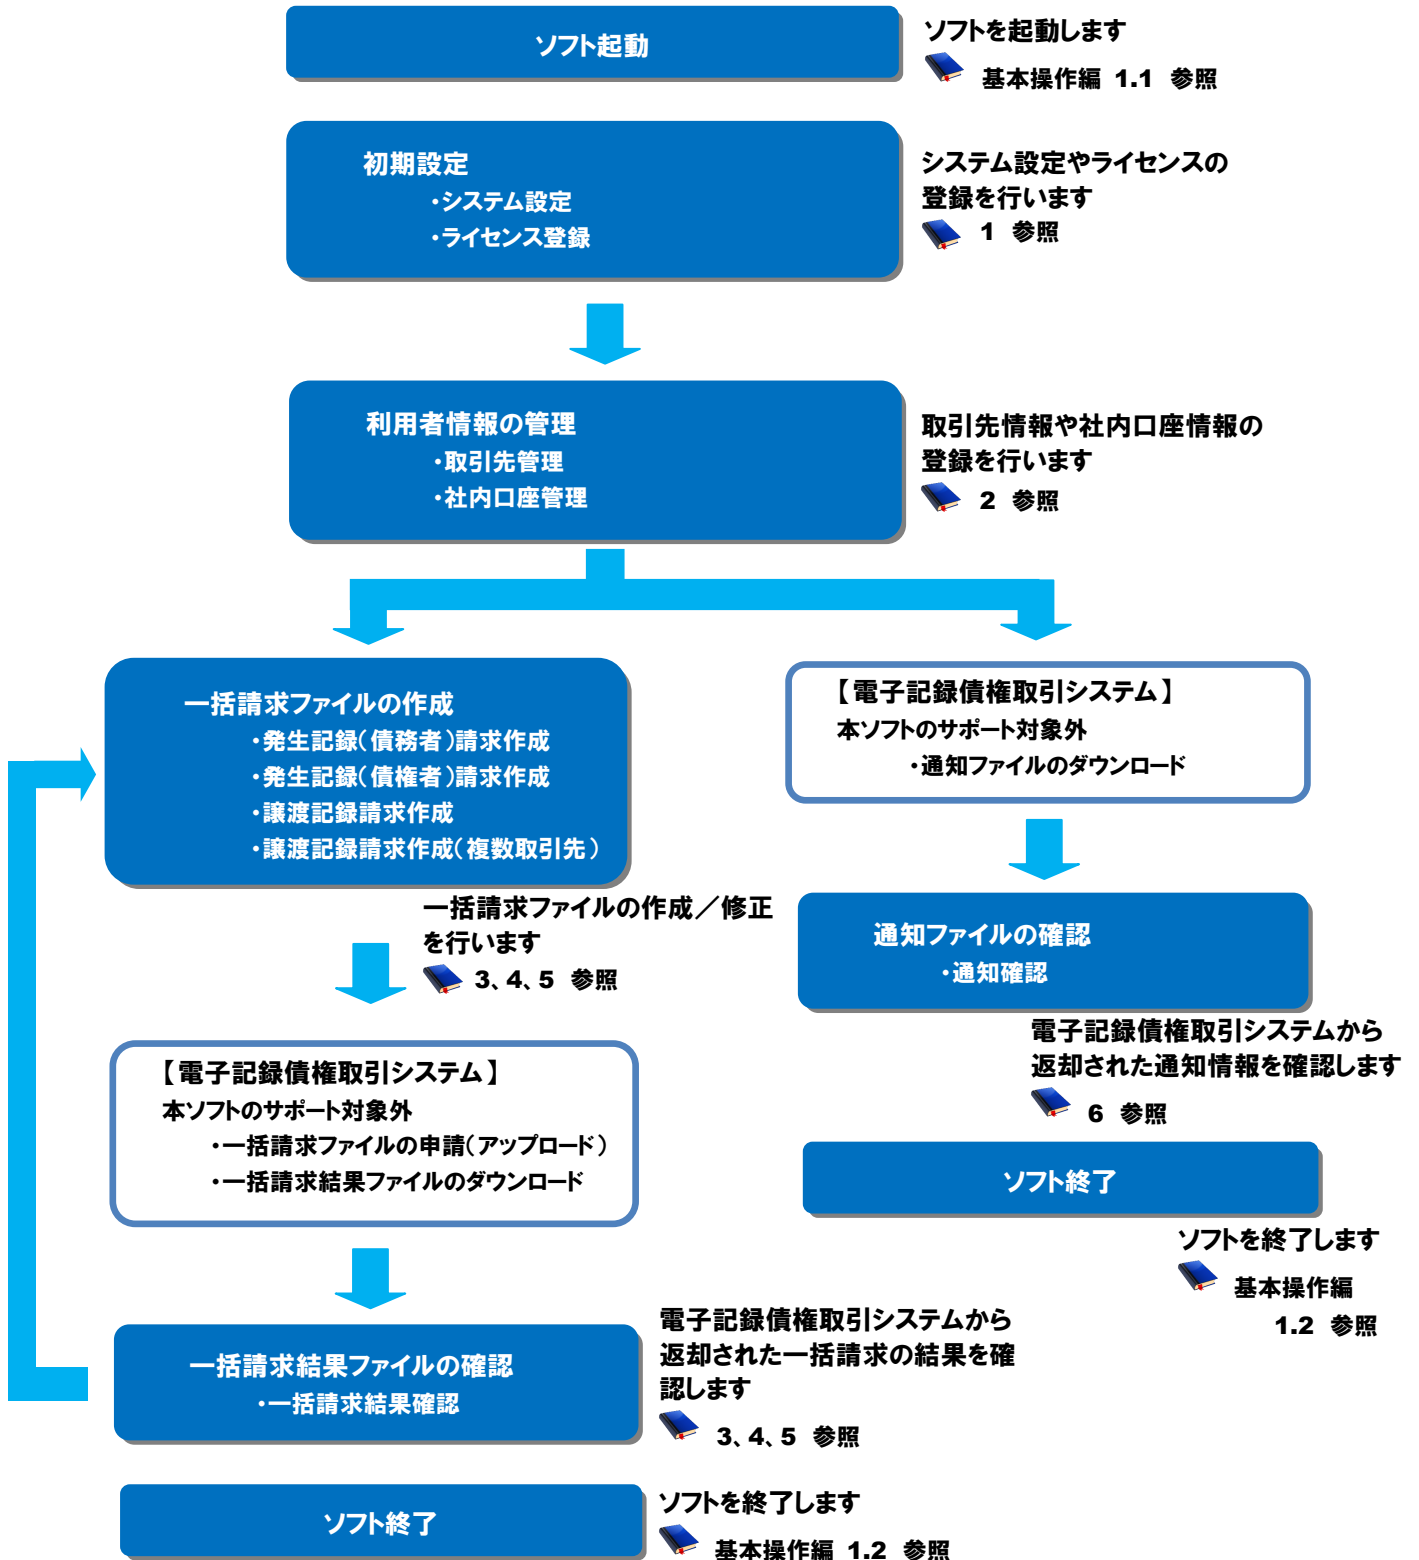 ソフト起動
ソフトを起動します
基本操作編 1.1 参照
初期設定
・システム設定
・ライセンス登録
システム設定やライセンスの
登録を行います
1 参照
利用者情報の管理
・取引先管理
・社内口座管理
取引先情報や社内口座情報の
登録を行います
2 参照
一括請求ファイルの作成
・発生記録(債務者)請求作成
・発生記録(債権者)請求作成
・譲渡記録請求作成
・譲渡記録請求作成(複数取引先)
一括請求ファイルの作成／修正
を行います
3、4、5 参照
【電子記録債権取引システム】
本ソフトのサポート対象外
・一括請求ファイルの申請(アップロード)
・一括請求結果ファイルのダウンロード
一括請求結果ファイルの確認
・一括請求結果確認
電子記録債権取引システムから
返却された一括請求の結果を確
認します
3、4、5 参照
ソフト終了
ソフトを終了します
基本操作編 1.2 参照
【電子記録債権取引システム】
本ソフトのサポート対象外
・通知ファイルのダウンロード
通知ファイルの確認
・通知確認
電子記録債権取引システムから
返却された通知情報を確認します
6 参照
ソフト終了
ソフトを終了します
基本操作編
1.2 参照